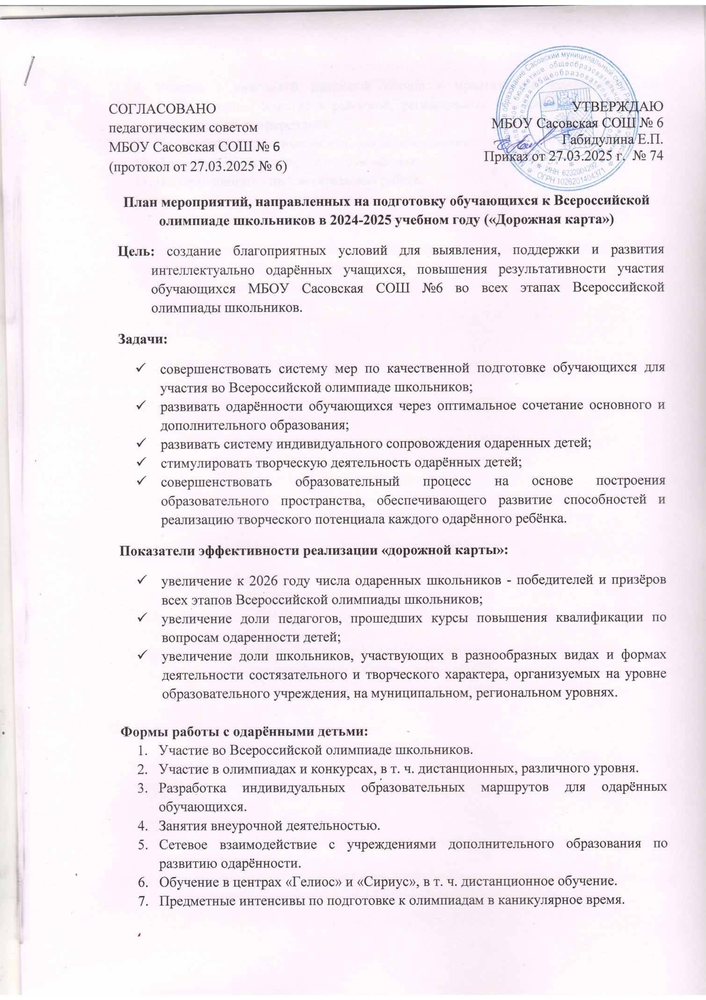 СОГЛАСОВАНО
педагогическим советом
МБОУ Сасовская СОШ № 6
(протокол от 27.03.2025 № 6)
УТВЕРЖДАЮ
МБОУ Сасовская СОШ № 6
Габидулина Е.П.
Приказ от 27.03.2025 г. № 74
ИНН 6232004292
ОГРН 1026201404371
План мероприятий, направленных на подготовку обучающихся к Всероссийской
олимпиаде школьников в 2024-2025 учебном году («Дорожная карта»)
Цель: создание благоприятных условий для выявления, поддержки и развития
интеллектуально одарённых учащихся, повышения результативности участия
обучающихся МБОУ Сасовская СОШ №6 во всех этапах Всероссийской
олимпиады школьников.
Задачи:
✓ совершенствовать систему мер по качественной подготовке обучающихся для
участия во Всероссийской олимпиаде школьников;
✓ развивать одарённости обучающихся через оптимальное сочетание основного и
дополнительного образования;
✓ развивать систему индивидуального сопровождения одаренных детей;
✓ стимулировать творческую деятельность одарённых детей;
✓ совершенствовать образовательный процесс на основе построения
образовательного пространства, обеспечивающего развитие способностей и
реализацию творческого потенциала каждого одарённого ребёнка.
Показатели эффективности реализации «дорожной карты»:
✓ увеличение к 2026 году числа одаренных школьников - победителей и призёров
всех этапов Всероссийской олимпиады школьников;
✓ увеличение доли педагогов, прошедших курсы повышения квалификации по
вопросам одаренности детей;
✓ увеличение доли школьников, участвующих в разнообразных видах и формах
деятельности состязательного и творческого характера, организуемых на уровне
образовательного учреждения, на муниципальном, региональном уровнях.
Формы работы с одарёнными детьми:
1. Участие во Всероссийской олимпиаде школьников.
2. Участие в олимпиадах и конкурсах, в т. ч. дистанционных, различного уровня.
3. Разработка индивидуальных образовательных маршрутов для одарённых
обучающихся.
4. Занятия внеурочной деятельностью.
5. Сетевое взаимодействие с учреждениями дополнительного образования по
развитию одарённости.
6. Обучение в центрах «Гелиос» и «Сириус», в т. ч. дистанционное обучение.
7. Предметные интенсивы по подготовке к олимпиадам в каникулярное время.